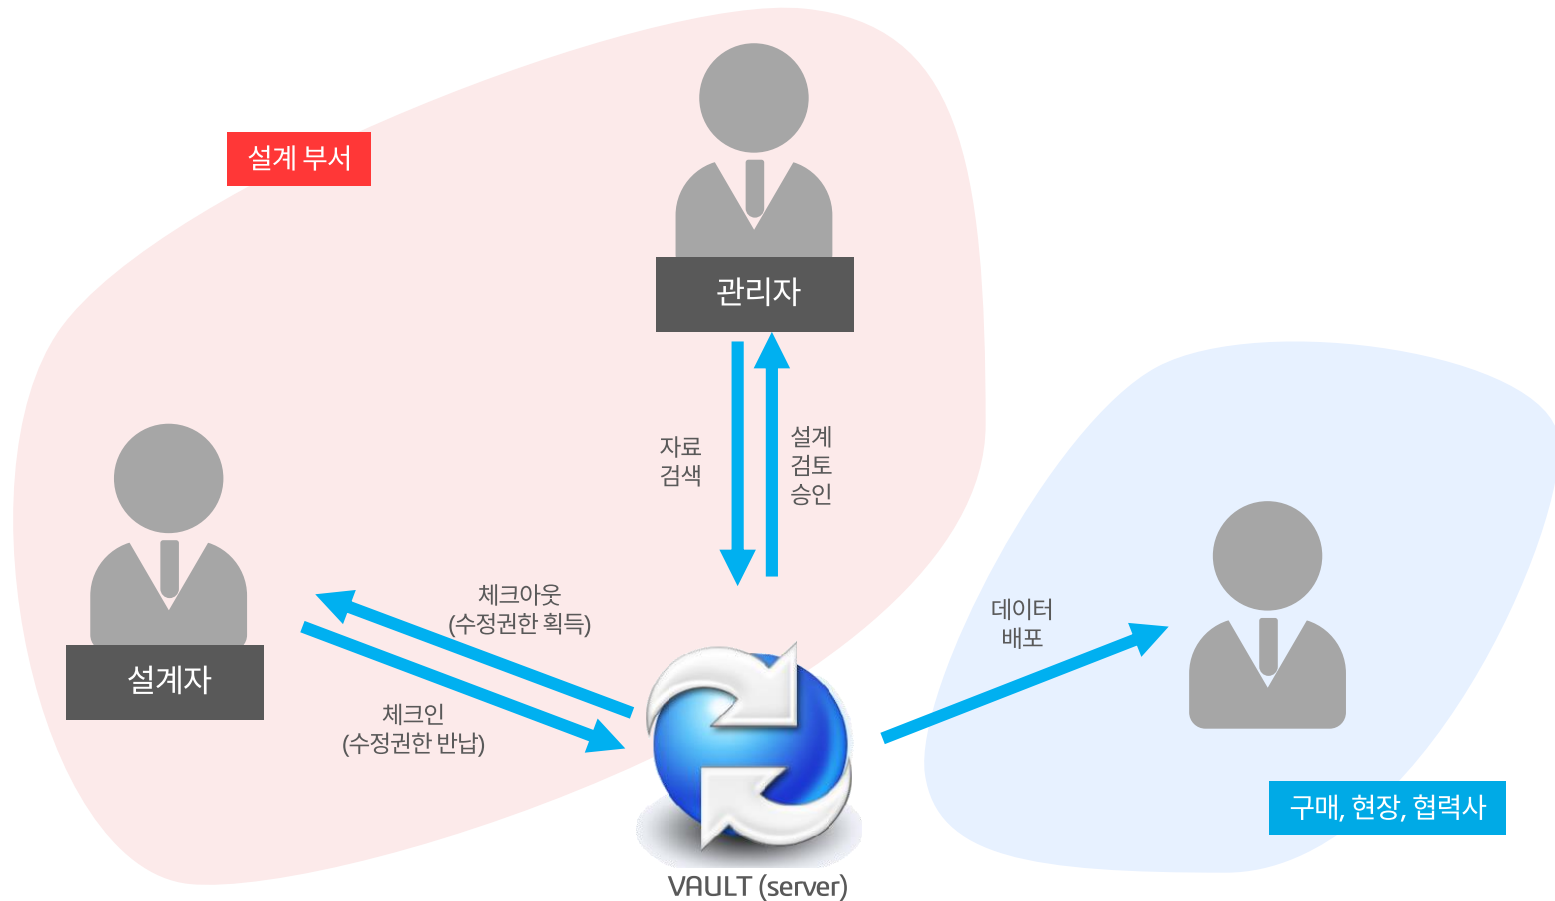 설계 부서
관리자
자료
검색
설계
검토
승인
체크아웃
(수정권한 획득)
설계자
체크인
(수정권한 반납)
데이터
배포
구매, 현장, 협력사
VAULT (server)